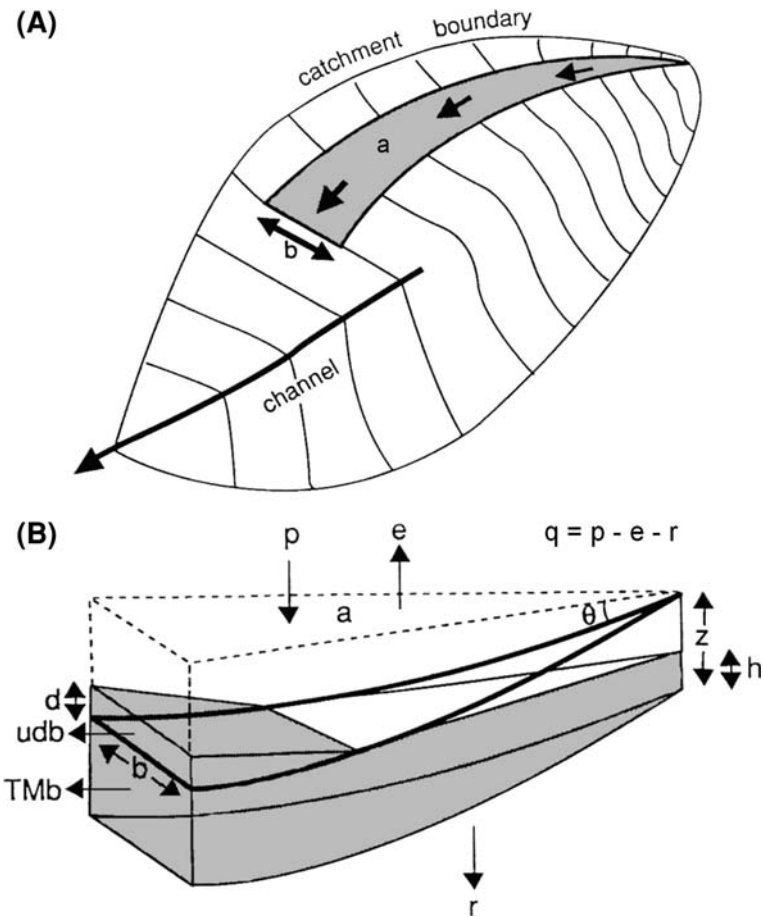 (A)
catchment boundary
a
b
channel
(B)
p e q = p - e - r
a
θ
z
h
d
udb
b
TMb
r